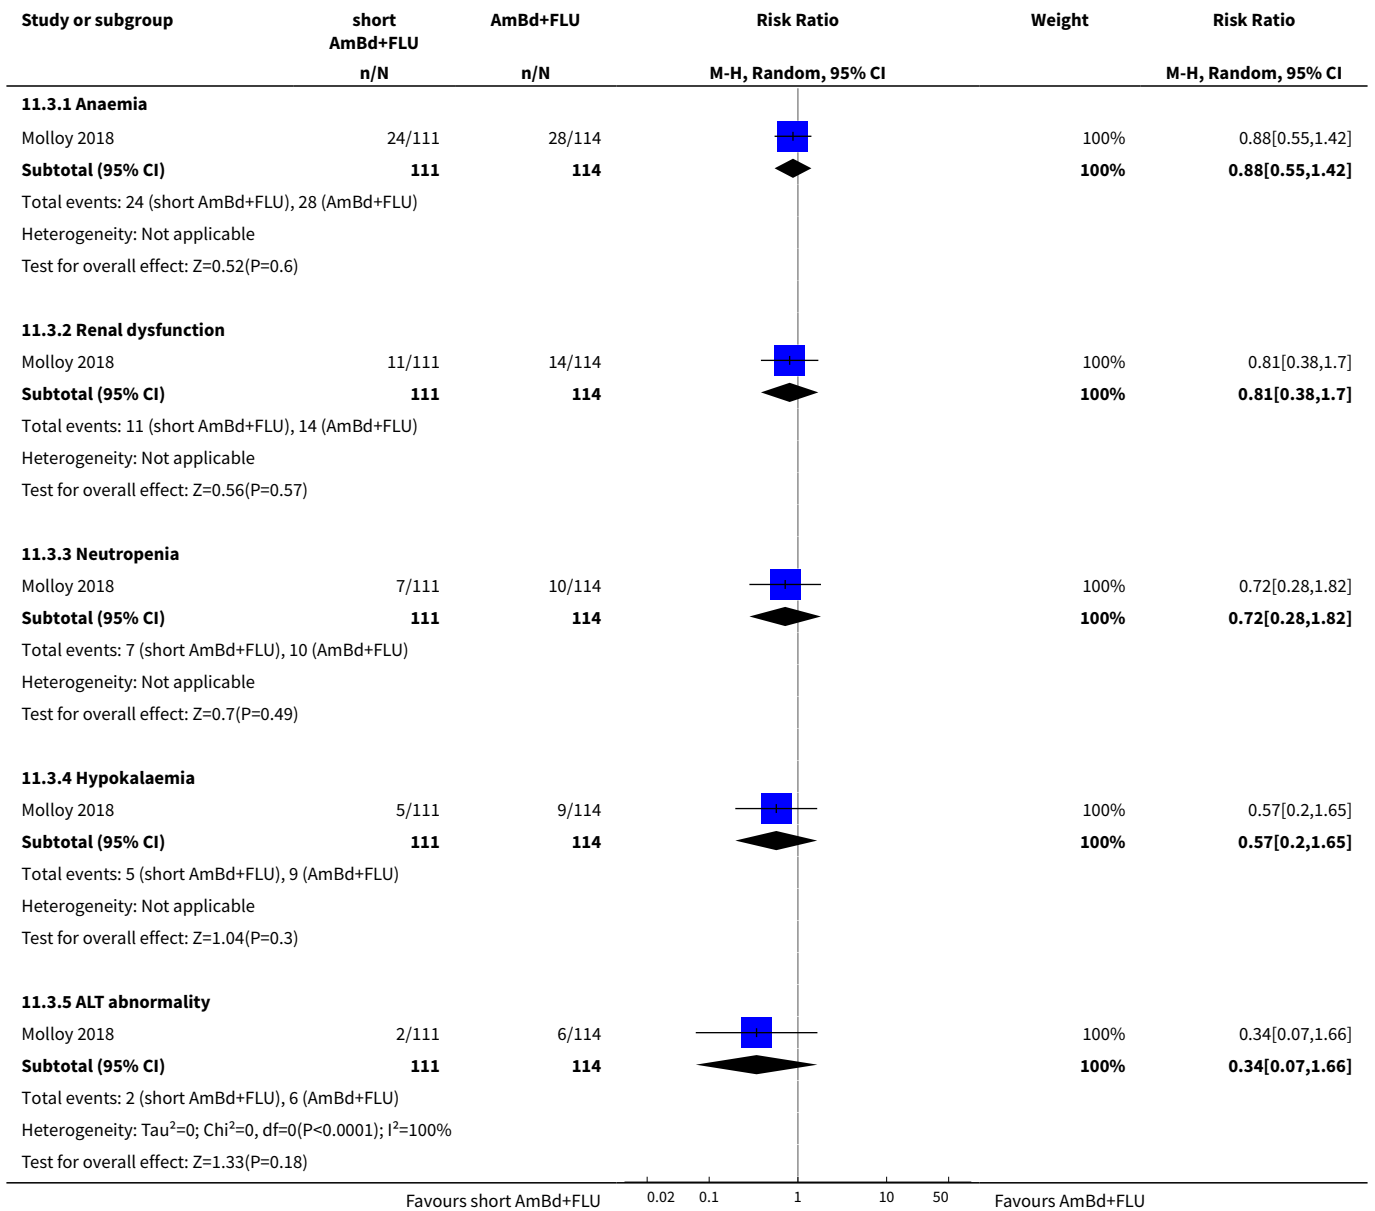 Study or subgroup short AmBd+FLU Risk Ratio Weight Risk Ratio
AmBd+FLU
n/N n/N M-H, Random, 95% CI M-H, Random, 95% CI
11.3.1 Anaemia
Molloy 2018 24/111 28/114 100% 0.88[0.55,1.42]
Subtotal (95% CI) 111 114 100% 0.88[0.55,1.42]
Total events: 24 (short AmBd+FLU), 28 (AmBd+FLU)
Heterogeneity: Not applicable
Test for overall effect: Z=0.52(P=0.6)
11.3.2 Renal dysfunction
Molloy 2018 11/111 14/114 100% 0.81[0.38,1.7]
Subtotal (95% CI) 111 114 100% 0.81[0.38,1.7]
Total events: 11 (short AmBd+FLU), 14 (AmBd+FLU)
Heterogeneity: Not applicable
Test for overall effect: Z=0.56(P=0.57)
11.3.3 Neutropenia
Molloy 2018 7/111 10/114 100% 0.72[0.28,1.82]
Subtotal (95% CI) 111 114 100% 0.72[0.28,1.82]
Total events: 7 (short AmBd+FLU), 10 (AmBd+FLU)
Heterogeneity: Not applicable
Test for overall effect: Z=0.7(P=0.49)
11.3.4 Hypokalaemia
Molloy 2018 5/111 9/114 100% 0.57[0.2,1.65]
Subtotal (95% CI) 111 114 100% 0.57[0.2,1.65]
Total events: 5 (short AmBd+FLU), 9 (AmBd+FLU)
Heterogeneity: Not applicable
Test for overall effect: Z=1.04(P=0.3)
11.3.5 ALT abnormality
Molloy 2018 2/111 6/114 100% 0.34[0.07,1.66]
Subtotal (95% CI) 111 114 100% 0.34[0.07,1.66]
Total events: 2 (short AmBd+FLU), 6 (AmBd+FLU)
Heterogeneity: Tau²=0; Chi²=0, df=0(P<0.0001); I²=100%
Test for overall effect: Z=1.33(P=0.18)
Favours short AmBd+FLU 0.02 0.1 1 10 50 Favours AmBd+FLU